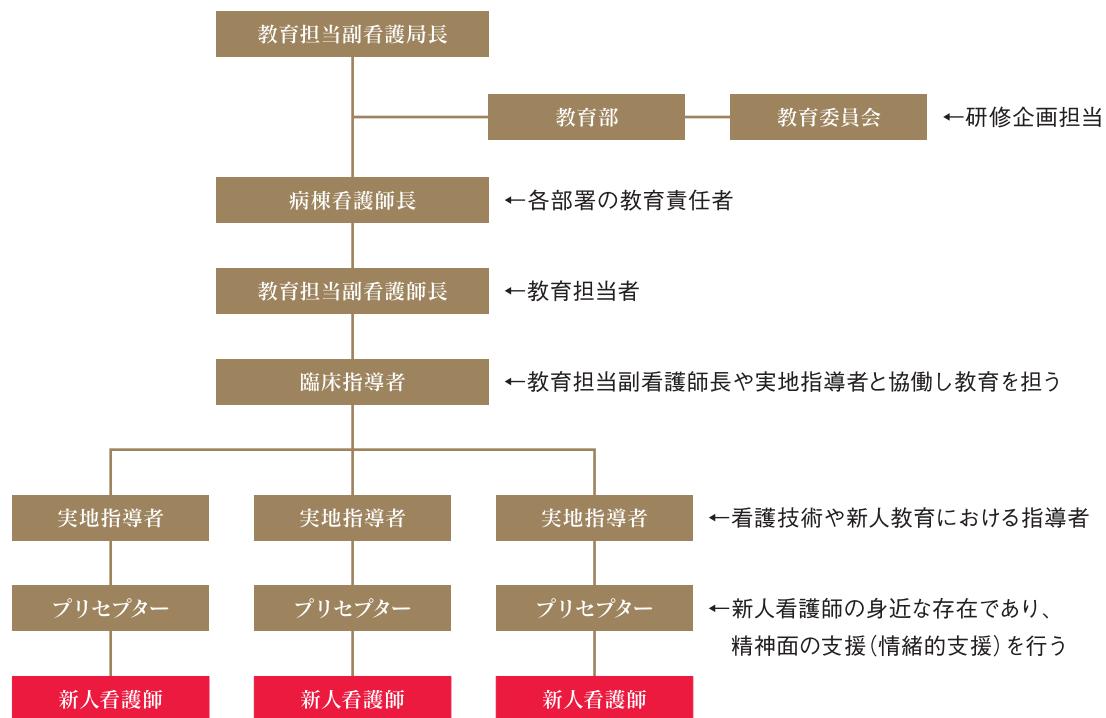 教育担当副看護局長
教育部
教育委員会
←研修企画担当
病棟看護師長
←各部署の教育責任者
教育担当副看護師長
←教育担当者
臨床指導者
←教育担当副看護師長や実地指導者と協働し教育を担う
実地指導者
実地指導者
実地指導者
←看護技術や新人教育における指導者
プリセプター
プリセプター
プリセプター
←新人看護師の身近な存在であり、
精神面の支援(情緒的支援)を行う
新人看護師
新人看護師
新人看護師